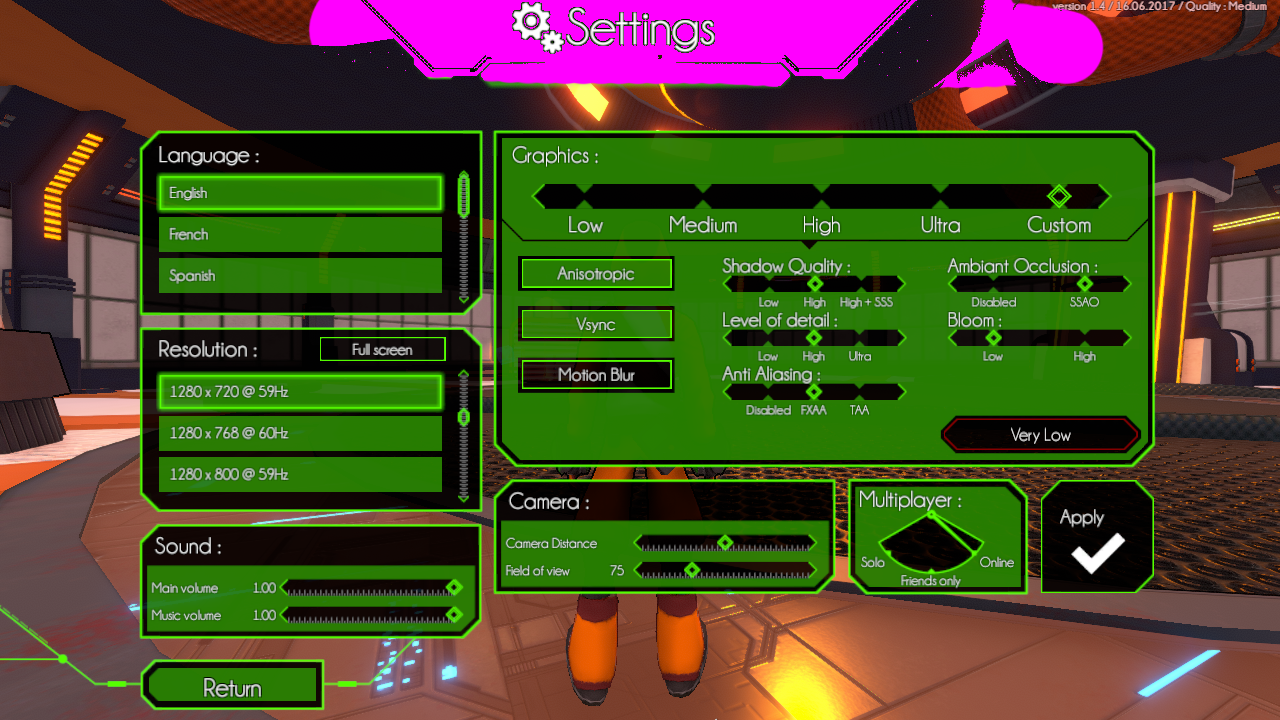 version 1.4 / 16.06.2017 / Quality : Medium
Settings
Language :
English
French
Spanish
Resolution :
Full screen
1280 x 720 @ 59Hz
1280 x 768 @ 60Hz
1280 x 800 @ 59Hz
Sound :
Main volume 1.00
Music volume 1.00
Return
Graphics :
Low Medium High Ultra Custom
Anisotropic
Vsync
Motion Blur
Shadow Quality :
Low High High + SSS
Level of detail :
Low High Ultra
Anti Aliasing :
Disabled FXAA TAA
Ambiant Occlusion :
Disabled SSAO
Bloom :
Low High
Very Low
Camera :
Camera Distance
Field of view 75
Multiplayer :
Solo Online
Friends only
Apply